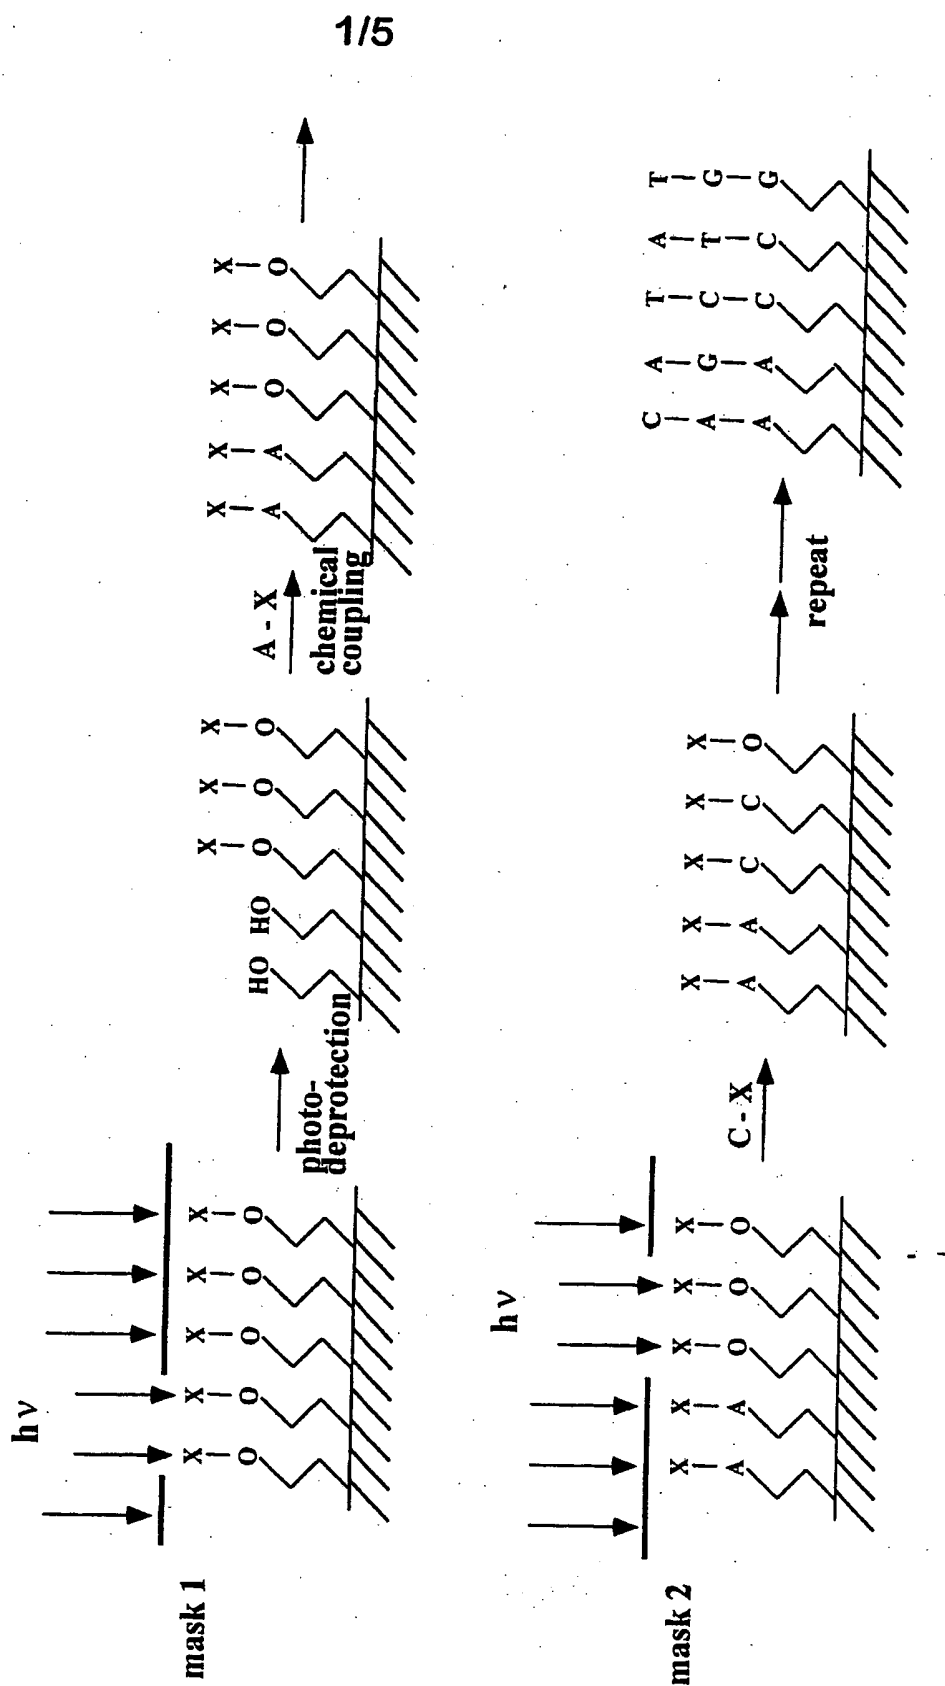 1/5
hν
mask 1
X X X X X
O O O O O
photo-
deprotection
X X X
HO HO O O O
A - X
chemical
coupling
X X X X X
A A O O O
hν
mask 2
X X X X X
A A O O O
C - X
X X X X X
A A C C O
repeat
C A T A T
A G C T G
A A C C G